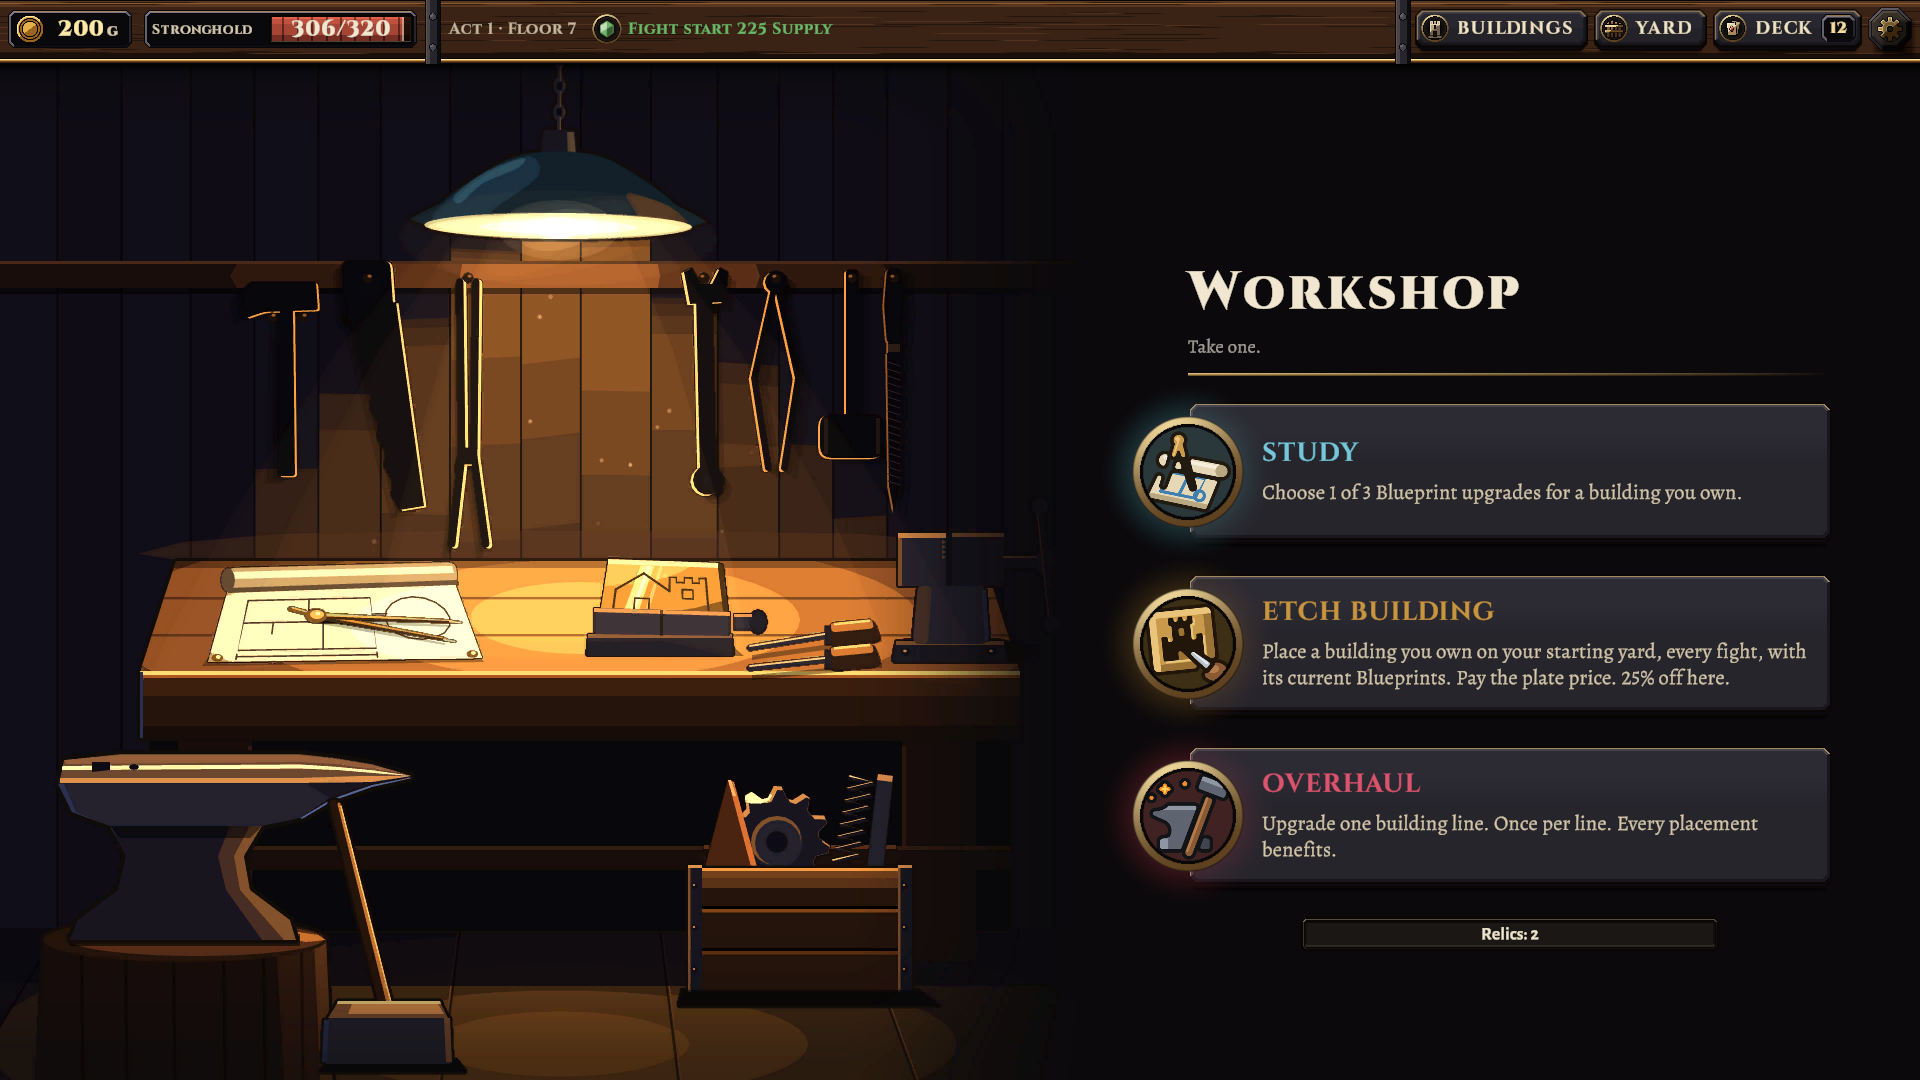 200 G
STRONGHOLD 306/320
ACT 1 · FLOOR 7
FIGHT START 225 SUPPLY
BUILDINGS
YARD
DECK 12
WORKSHOP
Take one.
STUDY
Choose 1 of 3 Blueprint upgrades for a building you own.
ETCH BUILDING
Place a building you own on your starting yard, every fight, with
its current Blueprints. Pay the plate price. 25% off here.
OVERHAUL
Upgrade one building line. Once per line. Every placement
benefits.
Relics: 2